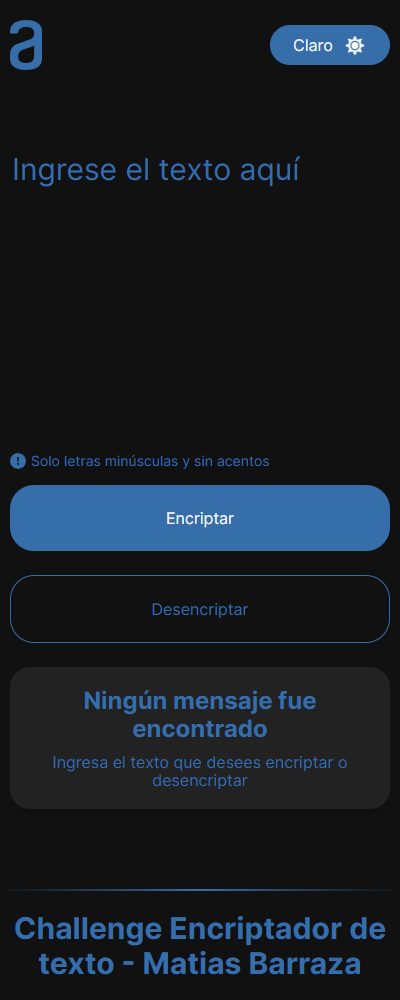 a
Claro
Ingrese el texto aquí
Solo letras minúsculas y sin acentos
Encriptar
Desencriptar
Ningún mensaje fue
encontrado
Ingresa el texto que desees encriptar o
desencriptar
Challenge Encriptador de
texto - Matias Barraza